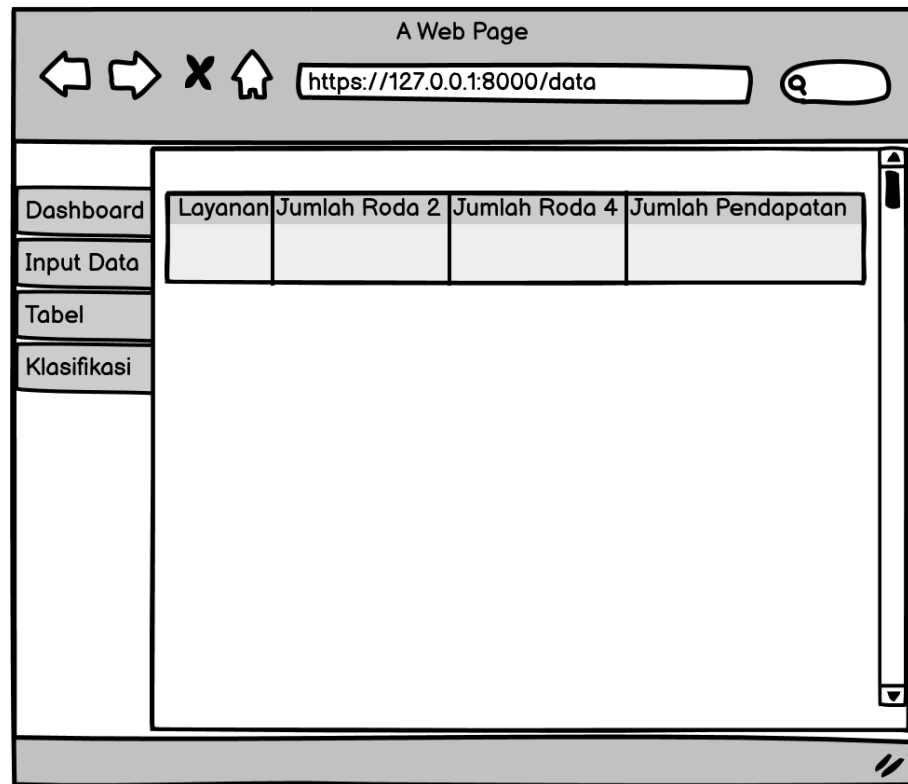 A Web Page
https://127.0.0.1:8000/data
Dashboard
Input Data
Tabel
Klasifikasi
Layanan Jumlah Roda 2 Jumlah Roda 4 Jumlah Pendapatan